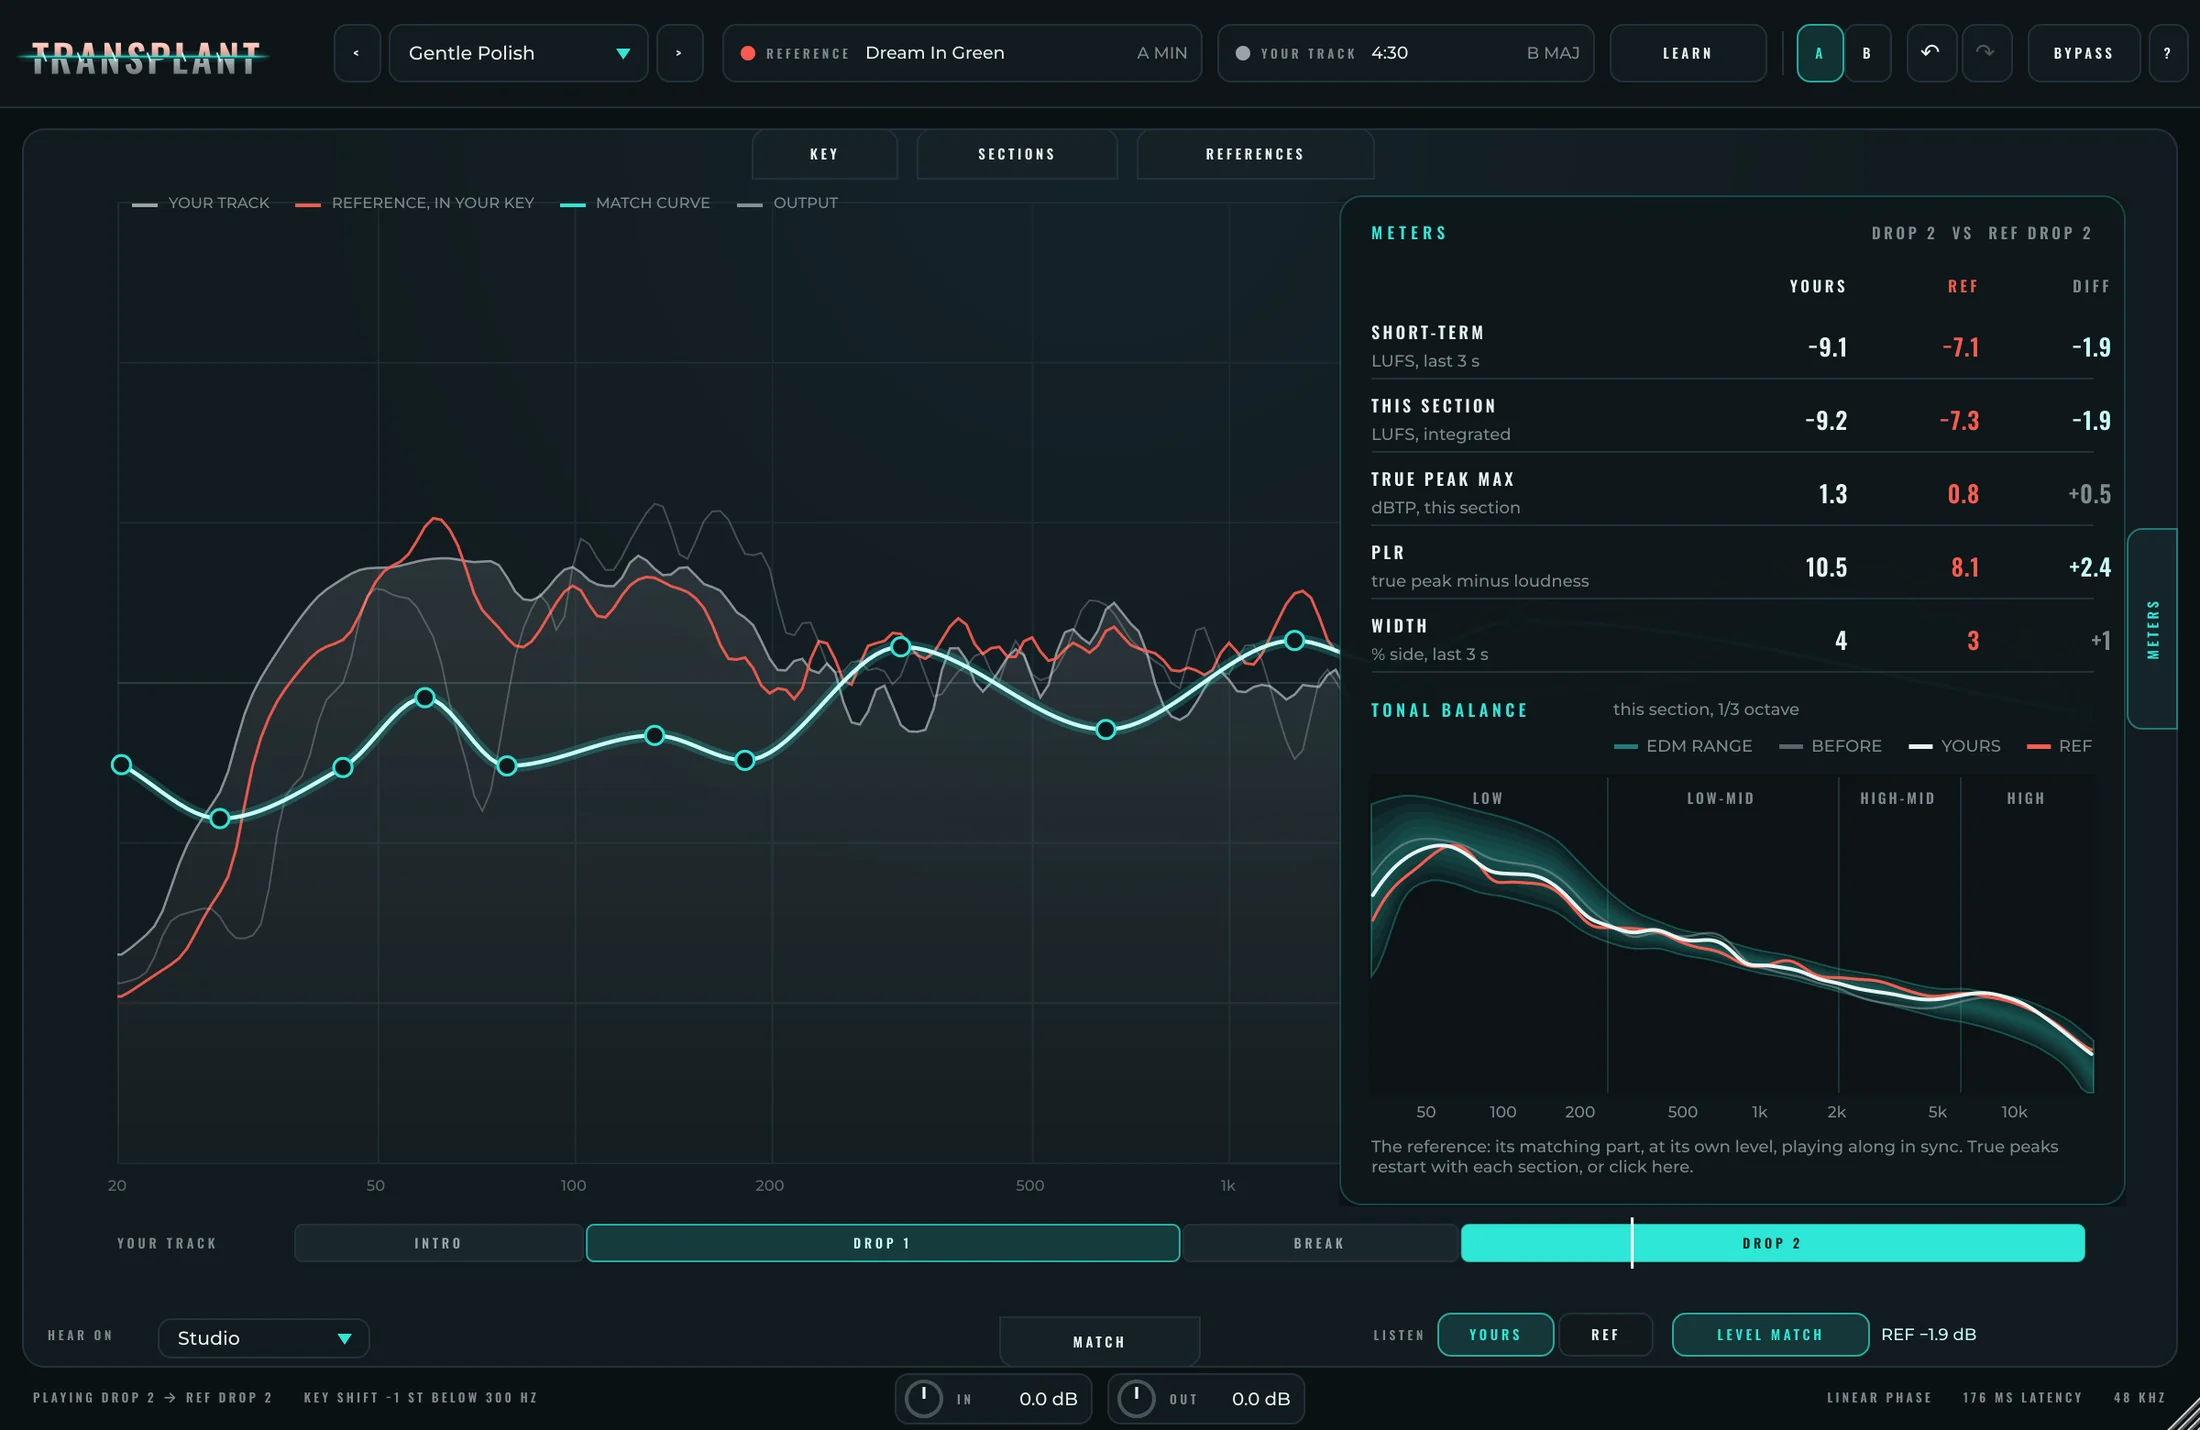 TRANSPLANT
< Gentle Polish >
REFERENCE Dream In Green A MIN
YOUR TRACK 4:30 B MAJ
LEARN
A B
BYPASS
?
KEY SECTIONS REFERENCES
YOUR TRACK REFERENCE, IN YOUR KEY MATCH CURVE OUTPUT
20 50 100 200 500 1k
METERS DROP 2 VS REF DROP 2
YOURS REF DIFF
SHORT-TERM
LUFS, last 3 s
-9.1 -7.1 -1.9
THIS SECTION
LUFS, integrated
-9.2 -7.3 -1.9
TRUE PEAK MAX
dBTP, this section
1.3 0.8 +0.5
PLR
true peak minus loudness
10.5 8.1 +2.4
WIDTH
% side, last 3 s
4 3 +1
TONAL BALANCE this section, 1/3 octave
EDM RANGE BEFORE YOURS REF
LOW LOW-MID HIGH-MID HIGH
50 100 200 500 1k 2k 5k 10k
The reference: its matching part, at its own level, playing along in sync. True peaks
restart with each section, or click here.
METERS
YOUR TRACK INTRO DROP 1 BREAK DROP 2
HEAR ON Studio
MATCH
LISTEN YOURS REF LEVEL MATCH REF -1.9 dB
PLAYING DROP 2 → REF DROP 2 KEY SHIFT -1 ST BELOW 300 HZ
IN 0.0 dB OUT 0.0 dB
LINEAR PHASE 176 MS LATENCY 48 KHZ